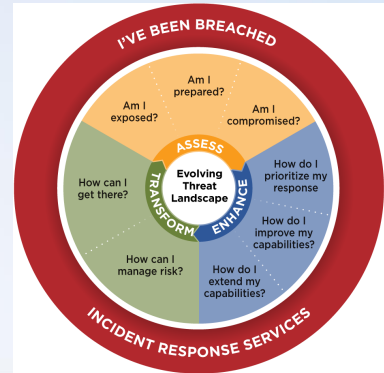 I'VE BEEN BREACHED
Am I
prepared?
Am I
exposed?
Am I
compromised?
ASSESS
How can I
get there?
TRANSFORM
Evolving
Threat
Landscape
ENHANCE
How do I
prioritize my
response
How do I
improve my
capabilities?
How can I
manage risk?
How do I
extend my
capabilities?
INCIDENT RESPONSE SERVICES